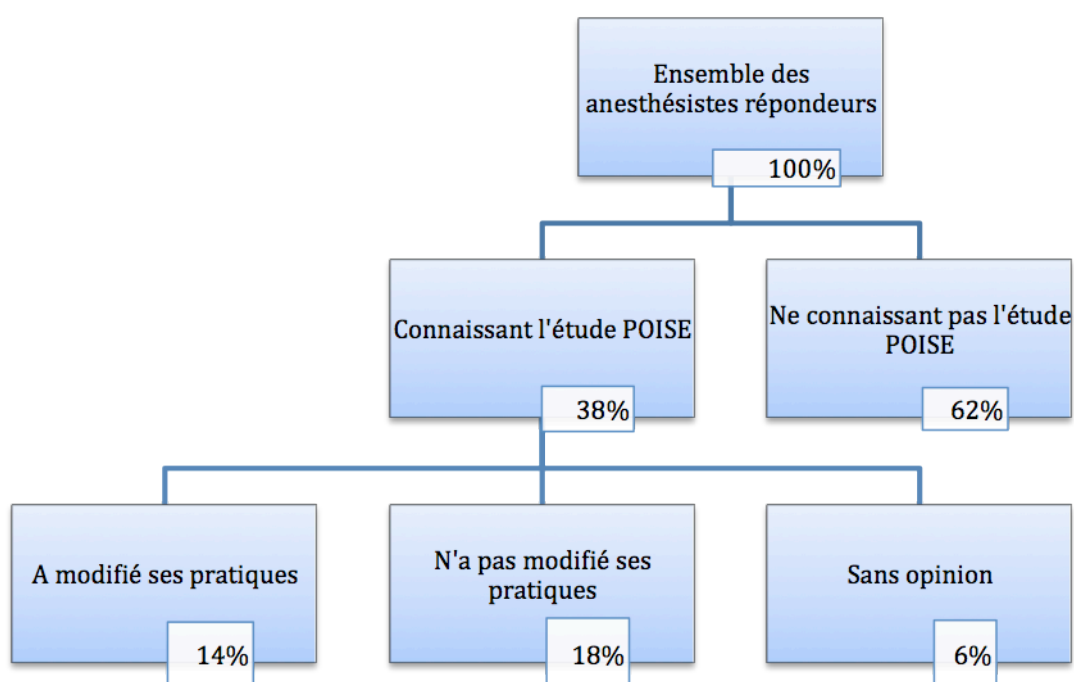 Ensemble des
anesthésistes répondeurs
100%
Connaissant l'étude POISE
38%
Ne connaissant pas l'étude
POISE
62%
A modifié ses pratiques
14%
N'a pas modifié ses
pratiques
18%
Sans opinion
6%